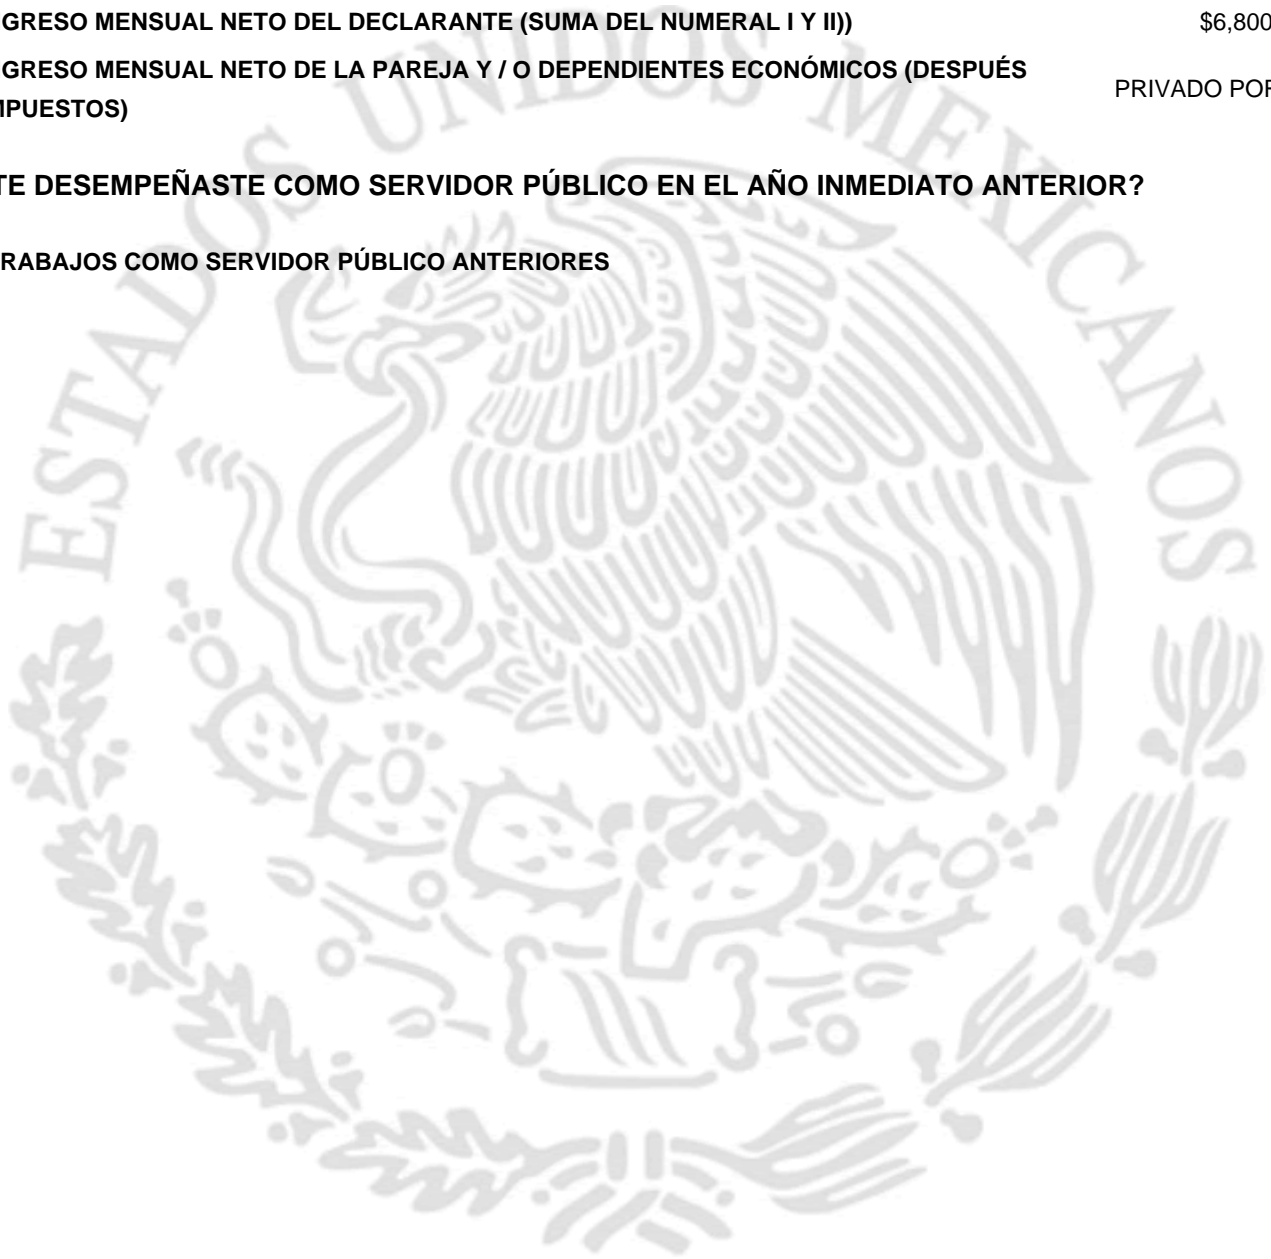 GRESO MENSUAL NETO DEL DECLARANTE (SUMA DEL NUMERAL I Y II)) $6,800
GRESO MENSUAL NETO DE LA PAREJA Y / O DEPENDIENTES ECONÓMICOS (DESPUÉS
MPUESTOS) PRIVADO POR
TE DESEMPEÑASTE COMO SERVIDOR PÚBLICO EN EL AÑO INMEDIATO ANTERIOR?
RABAJOS COMO SERVIDOR PÚBLICO ANTERIORES
ESTADOS UNIDOS MEXICANOS